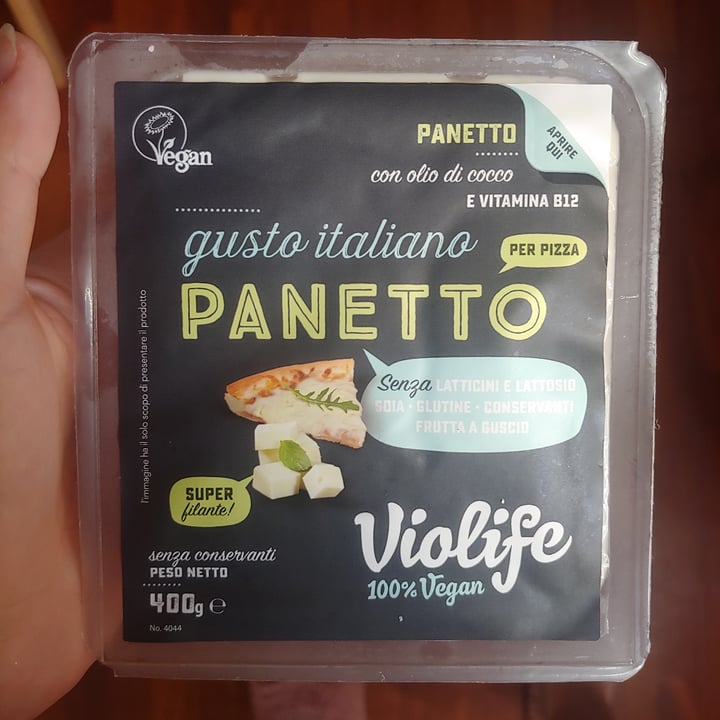 Vegan
PANETTO
con olio di cocco
E VITAMINA B12
APRIRE
QUI
gusto italiano
PER PIZZA
PANETTO
l'immagine ha il solo scopo di presentare il prodotto
Senza LATTICINI E LATTOSIO
SOIA · GLUTINE · CONSERVANTI
FRUTTA A GUSCIO
SUPER
filante!
Violife
100% Vegan
senza conservanti
PESO NETTO
400g ℮
No. 4044